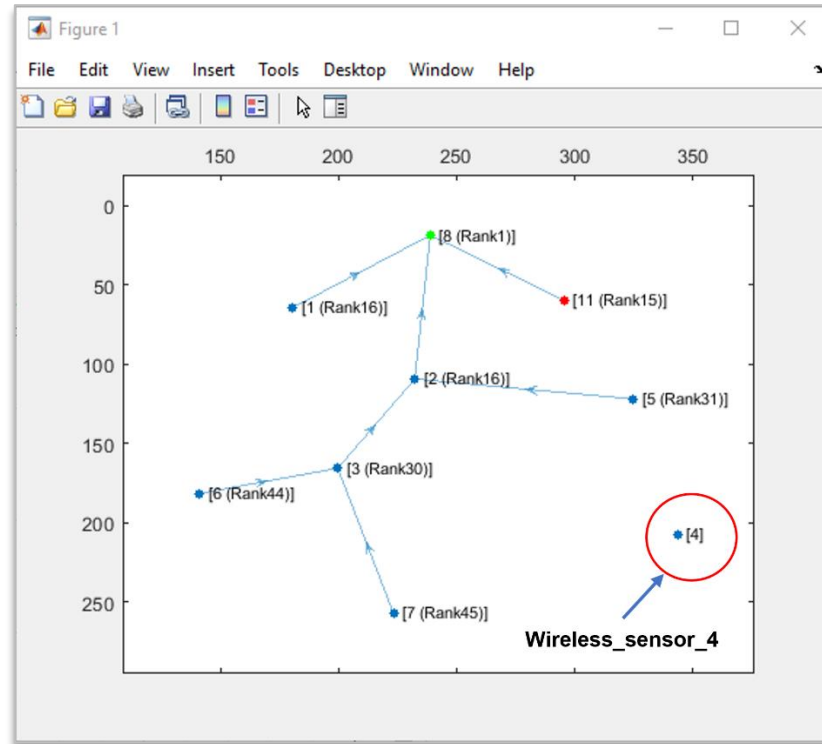 Figure 1
File Edit View Insert Tools Desktop Window Help
150 200 250 300 350
0
[8 (Rank1)]
50
[1 (Rank16)]
[11 (Rank15)]
100
[2 (Rank16)]
[5 (Rank31)]
150
[3 (Rank30)]
[6 (Rank44)]
200
[4]
250
[7 (Rank45)]
Wireless_sensor_4